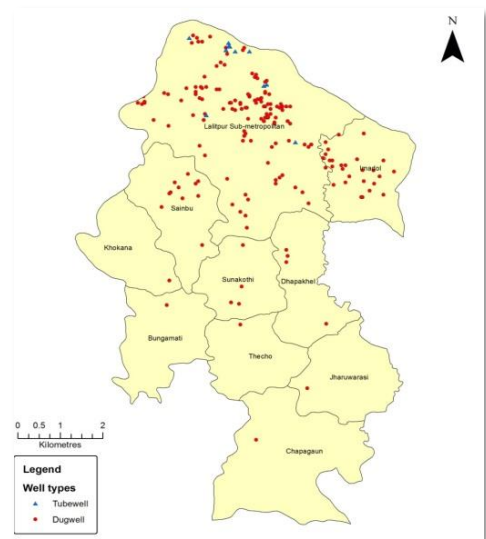 N
Lalitpur Sub-metropolitan
Imadol
Sainbu
Khokana
Sunakothi
Dhapakhel
Bungamati
Thecho
Jharuwarasi
Chapagaun
0 0.5 1 2
Kilometres
Legend
Well types
Tubewell
Dugwell